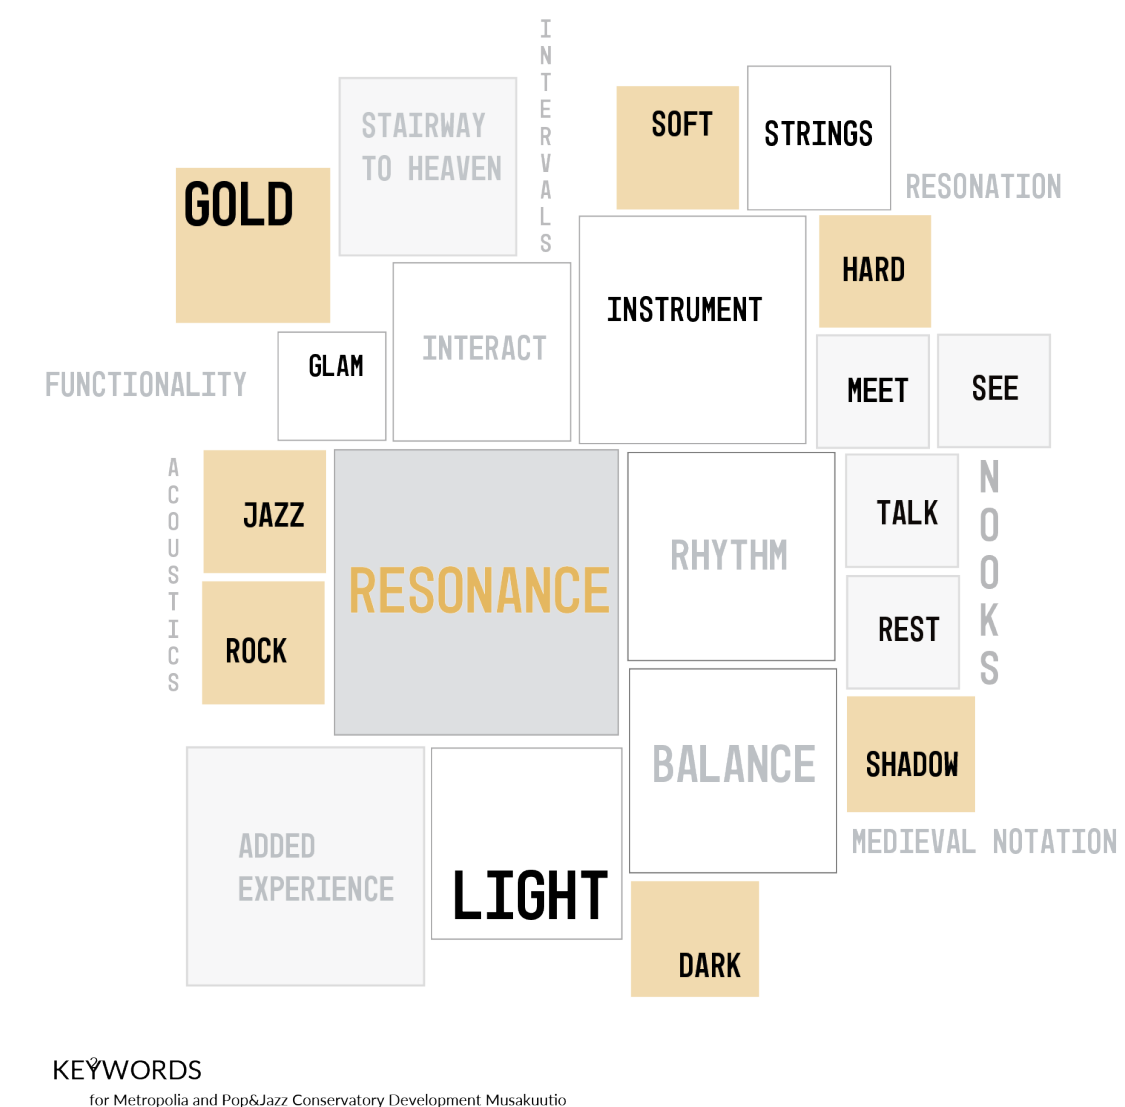 INTERVALS
STAIRWAY
TO HEAVEN
SOFT
STRINGS
RESONATION
GOLD
HARD
INSTRUMENT
INTERACT
GLAM
FUNCTIONALITY
MEET
SEE
ACOUSTICS
JAZZ
RESONANCE
RHYTHM
TALK
NOOKS
ROCK
REST
BALANCE
SHADOW
MEDIEVAL NOTATION
ADDED
EXPERIENCE
LIGHT
DARK
2
KEYWORDS
for Metropolia and Pop&Jazz Conservatory Development Musakuutio